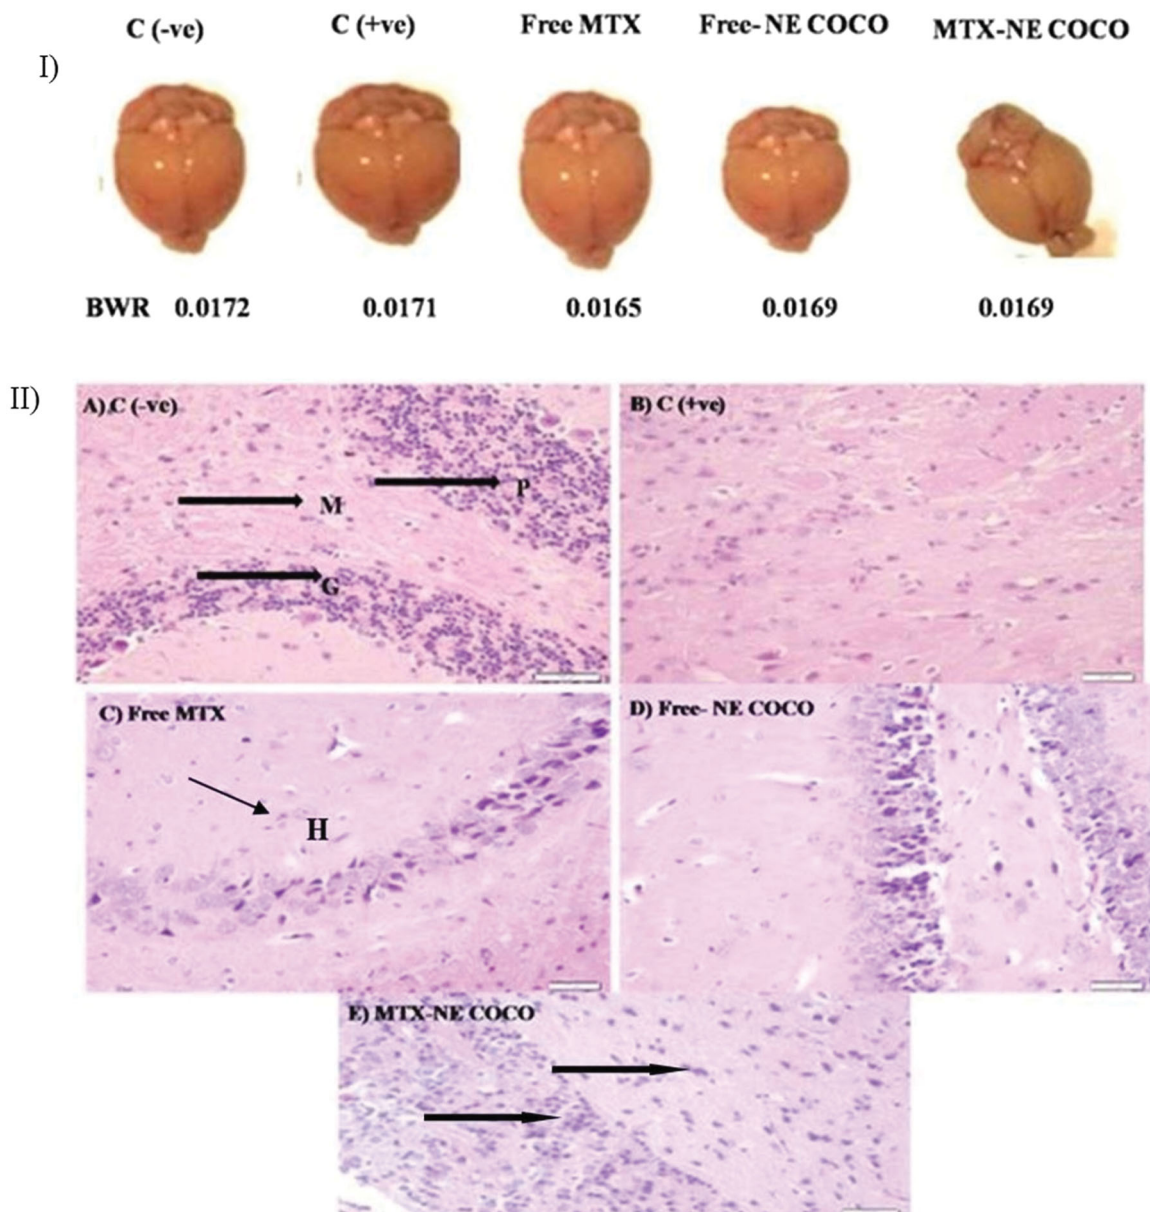 C (-ve) C (+ve) Free MTX Free- NE COCO MTX-NE COCO
I)
BWR 0.0172 0.0171 0.0165 0.0169 0.0169
II)
A) C (-ve)
M
P
G
B) C (+ve)
C) Free MTX
H
D) Free- NE COCO
E) MTX-NE COCO